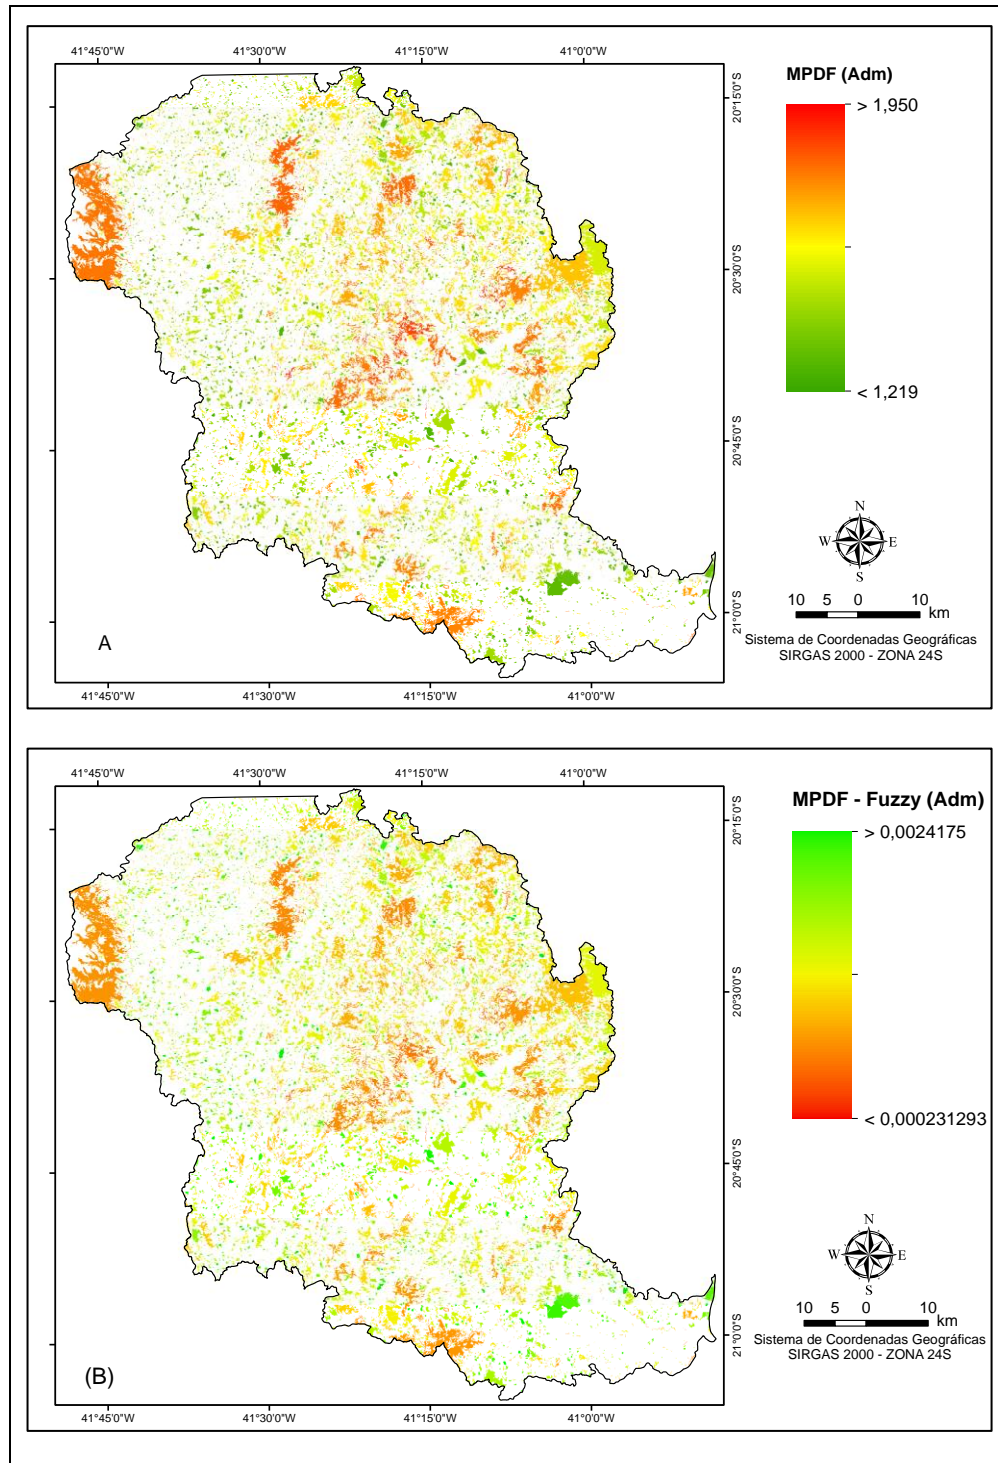 41°45'0"W 41°30'0"W 41°15'0"W 41°0'0"W
MPDF (Adm)
> 1,950
< 1,219
20°15'0"S
20°30'0"S
20°45'0"S
21°0'0"S
N
W E
S
10 5 0 10
km
Sistema de Coordenadas Geográficas
SIRGAS 2000 - ZONA 24S
A
41°45'0"W 41°30'0"W 41°15'0"W 41°0'0"W
41°45'0"W 41°30'0"W 41°15'0"W 41°0'0"W
MPDF - Fuzzy (Adm)
> 0,0024175
< 0,000231293
20°15'0"S
20°30'0"S
20°45'0"S
21°0'0"S
N
W E
S
10 5 0 10
km
Sistema de Coordenadas Geográficas
SIRGAS 2000 - ZONA 24S
(B)
41°45'0"W 41°30'0"W 41°15'0"W 41°0'0"W